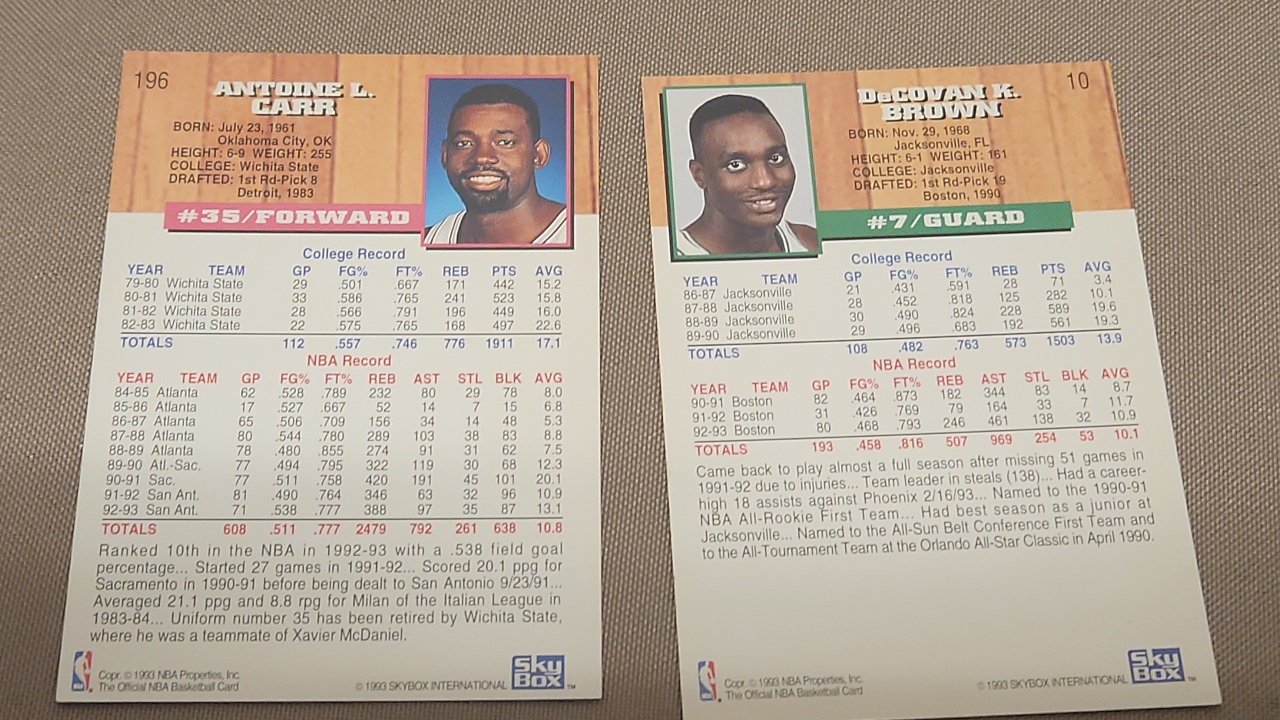 196
ANTOINE L.
CARR
BORN: July 23, 1961
Oklahoma City, OK
HEIGHT: 6-9 WEIGHT: 255
COLLEGE: Wichita State
DRAFTED: 1st Rd-Pick 8
Detroit, 1983
#35/FORWARD
College Record
YEAR TEAM GP FG% FT% REB PTS AVG
79-80 Wichita State 29 .501 .667 171 442 15.2
80-81 Wichita State 33 .586 .765 241 523 15.8
81-82 Wichita State 28 .566 .791 196 449 16.0
82-83 Wichita State 22 .575 .765 168 497 22.6
TOTALS 112 .557 .746 776 1911 17.1
NBA Record
YEAR TEAM GP FG% FT% REB AST STL BLK AVG
84-85 Atlanta 62 .528 .789 232 80 29 78 8.0
85-86 Atlanta 17 .527 .667 52 14 7 15 6.8
86-87 Atlanta 65 .506 .709 156 34 14 48 5.3
87-88 Atlanta 80 .544 .780 289 103 38 83 8.8
88-89 Atlanta 78 .480 .855 274 91 31 62 7.5
89-90 Atl.-Sac. 77 .494 .795 322 119 30 68 12.3
90-91 Sac. 77 .511 .758 420 191 45 101 20.1
91-92 San Ant. 81 .490 .764 346 63 32 96 10.9
92-93 San Ant. 71 .538 .777 388 97 35 87 13.1
TOTALS 608 .511 .777 2479 792 261 638 10.8
Ranked 10th in the NBA in 1992-93 with a .538 field goal
percentage... Started 27 games in 1991-92... Scored 20.1 ppg for
Sacramento in 1990-91 before being dealt to San Antonio 9/23/91...
Averaged 21.1 ppg and 8.8 rpg for Milan of the Italian League in
1983-84... Uniform number 35 has been retired by Wichita State,
where he was a teammate of Xavier McDaniel.
NBA
Copr. © 1993 NBA Properties, Inc.
The Official NBA Basketball Card
© 1993 SKYBOX INTERNATIONAL
Sky
Box TM
10
DeCOVAN K.
BROWN
BORN: Nov. 29, 1968
Jacksonville, FL
HEIGHT: 6-1 WEIGHT: 161
COLLEGE: Jacksonville
DRAFTED: 1st Rd-Pick 19
Boston, 1990
#7/GUARD
College Record
YEAR TEAM GP FG% FT% REB PTS AVG
86-87 Jacksonville 21 .431 .591 28 71 3.4
87-88 Jacksonville 28 .452 .818 125 282 10.1
88-89 Jacksonville 30 .490 .824 228 589 19.6
89-90 Jacksonville 29 .496 .683 192 561 19.3
TOTALS 108 .482 .763 573 1503 13.9
NBA Record
YEAR TEAM GP FG% FT% REB AST STL BLK AVG
90-91 Boston 82 .464 .873 182 344 83 14 8.7
91-92 Boston 31 .426 .769 79 164 33 7 11.7
92-93 Boston 80 .468 .793 246 461 138 32 10.9
TOTALS 193 .458 .816 507 969 254 53 10.1
Came back to play almost a full season after missing 51 games in
1991-92 due to injuries... Team leader in steals (138)... Had a career-
high 18 assists against Phoenix 2/16/93... Named to the 1990-91
NBA All-Rookie First Team... Had best season as a junior at
Jacksonville... Named to the All-Sun Belt Conference First Team and
to the All-Tournament Team at the Orlando All-Star Classic in April 1990.
NBA
Copr. © 1993 NBA Properties, Inc.
The Official NBA Basketball Card
© 1993 SKYBOX INTERNATIONAL
Sky
Box TM